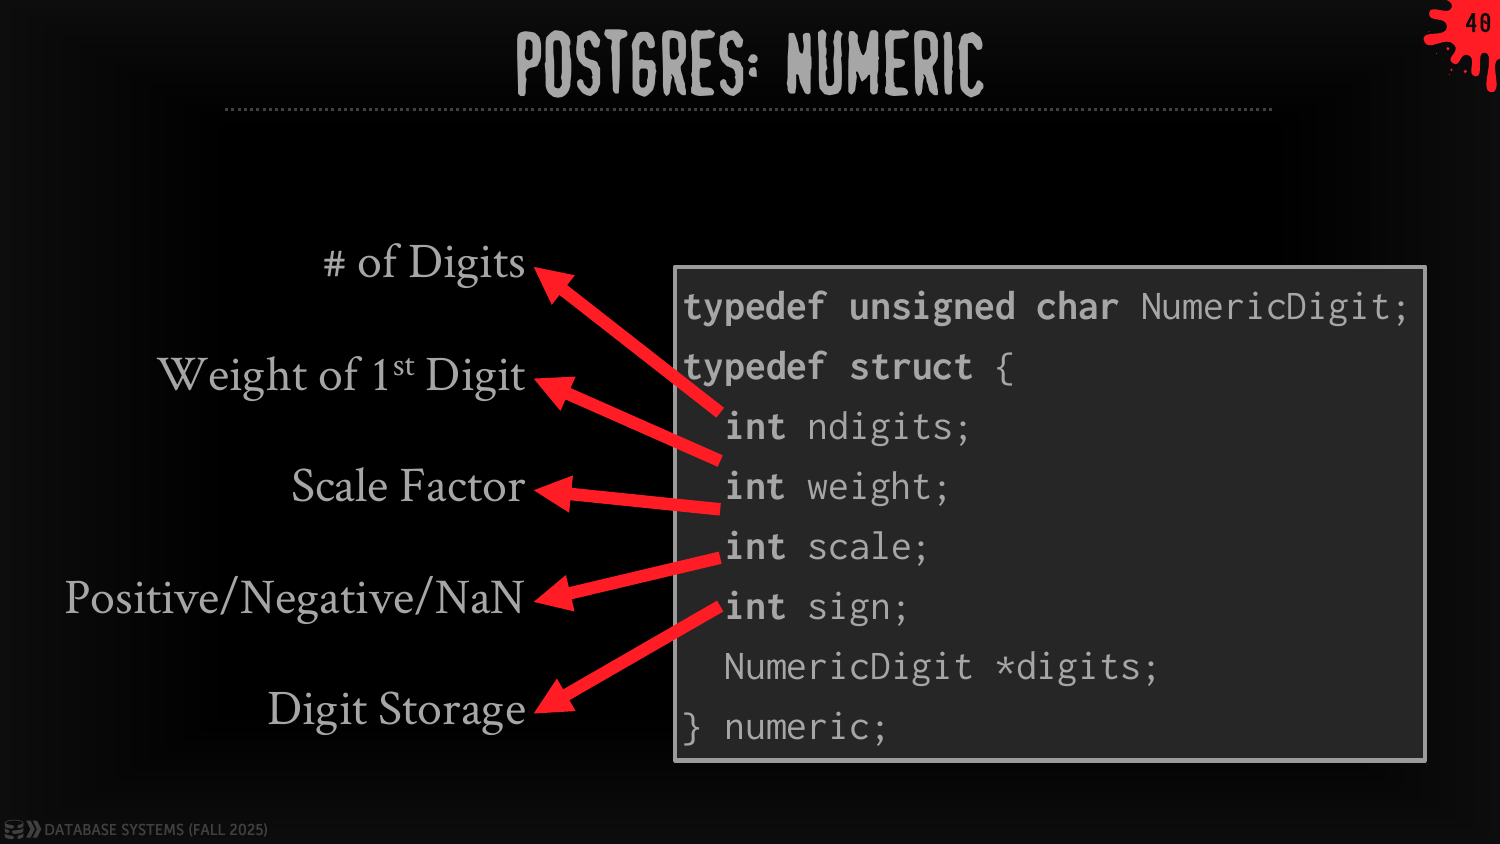 POSTGRES: NUMERIC
40
# of Digits
Weight of 1st Digit
Scale Factor
Positive/Negative/NaN
Digit Storage
typedef unsigned char NumericDigit;
typedef struct {
  int ndigits;
  int weight;
  int scale;
  int sign;
  NumericDigit *digits;
} numeric;
DATABASE SYSTEMS (FALL 2025)